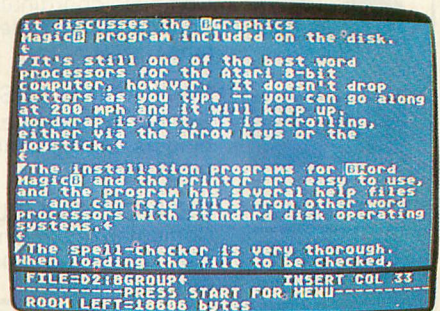 it discusses the BGraphics
MagicB program included on the disk.
It's still one of the best word
processors for the Atari 8-bit
computer, however.  It doesn't drop
letters as you type -- you can go along
at 200 mph and it will keep up.
Wordwrap is fast, as is scrolling,
either via the arrow keys or the
joystick.
The installation programs for BWord
MagicB and the Printer are easy to use,
and the program has several help files
-- and can read files from other word
processors with standard disk operating
systems.
The spell-checker is very thorough.
When loading the file to be checked,
FILE=D2:BGROUP INSERT COL 33
----------PRESS START FOR MENU----------
ROOM LEFT=18686 bytes